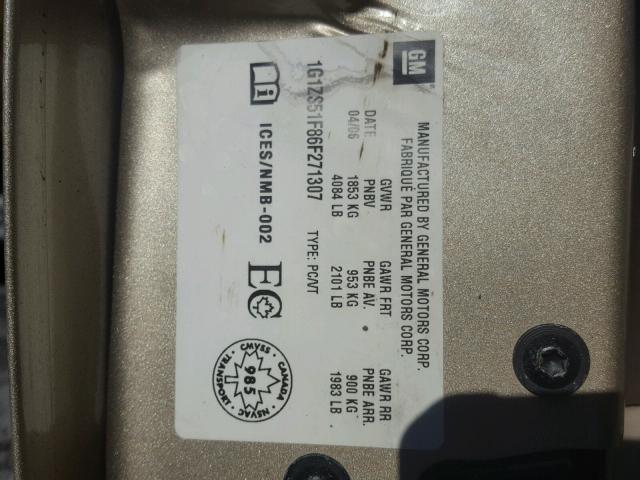 GM
MANUFACTURED BY GENERAL MOTORS CORP.
FABRIQUÉ PAR GENERAL MOTORS CORP.
DATE GVWR GAWR FRT GAWR RR
04/06 PNBV PNBE AV. PNBE ARR.
1853 KG 953 KG 900 KG
4084 LB 2101 LB 1983 LB
1G1ZS51F86F271307 TYPE: PC/VT
i ICES/NMB-002 EC
CMVSS · CANADA · NSVAC · TRANSPORT ·
985